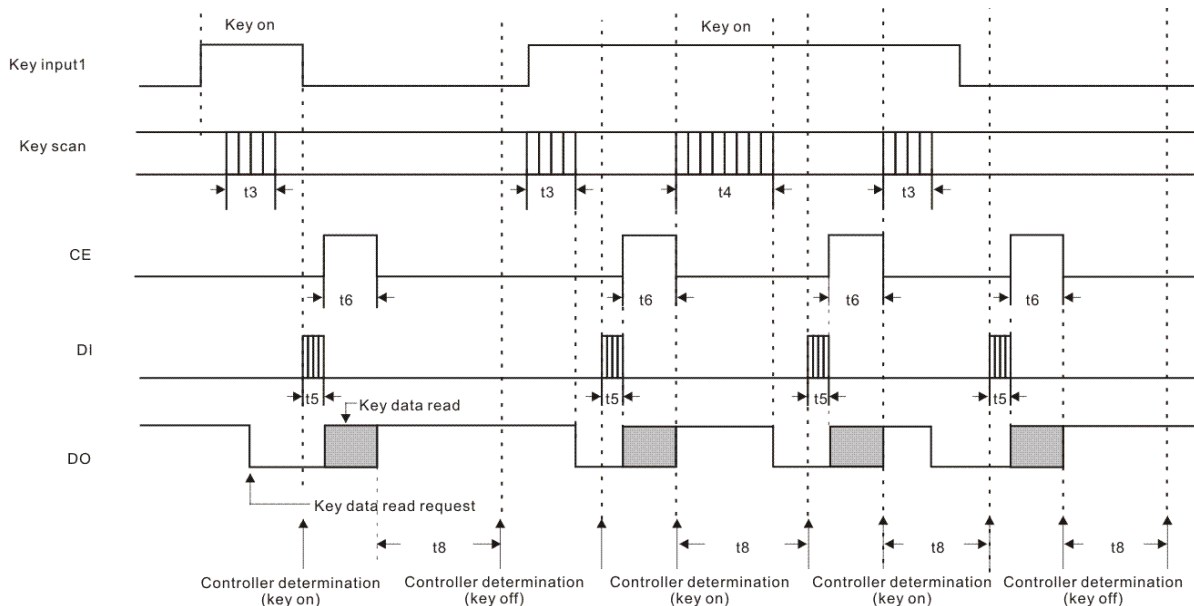 Key on
Key on
Key input1
Key scan
t3
t3
t4
t3
CE
t6
t6
t6
t6
DI
t5
t5
t5
t5
Key data read
DO
Key data read request
t8
t8
t8
t8
Controller determination
(key on)
Controller determination
(key off)
Controller determination
(key on)
Controller determination
(key on)
Controller determination
(key off)